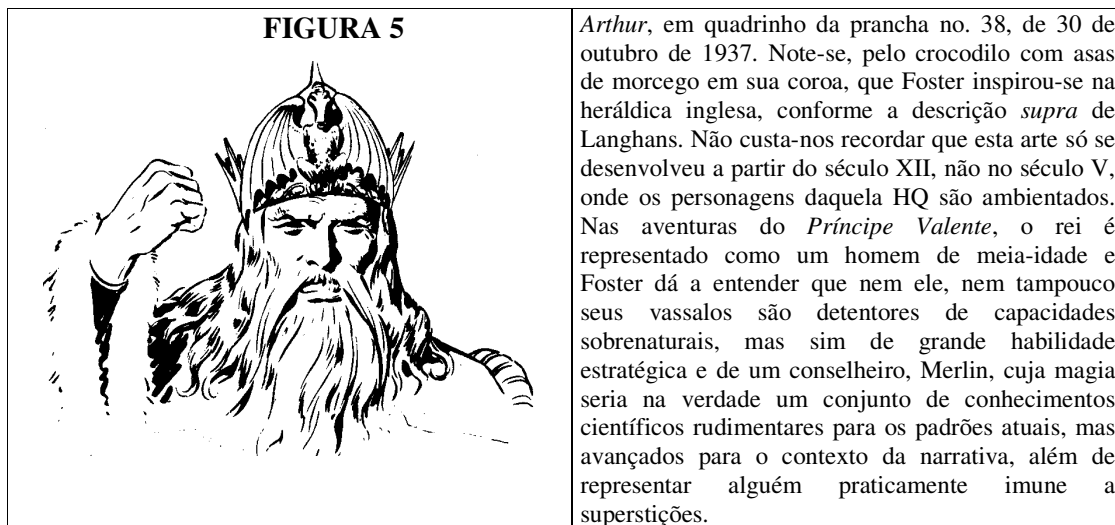 FIGURA 5
Arthur, em quadrinho da prancha no. 38, de 30 de
outubro de 1937. Note-se, pelo crocodilo com asas
de morcego em sua coroa, que Foster inspirou-se na
heráldica inglesa, conforme a descrição supra de
Langhans. Não custa-nos recordar que esta arte só se
desenvolveu a partir do século XII, não no século V,
onde os personagens daquela HQ são ambientados.
Nas aventuras do Príncipe Valente, o rei é
representado como um homem de meia-idade e
Foster dá a entender que nem ele, nem tampouco
seus vassalos são detentores de capacidades
sobrenaturais, mas sim de grande habilidade
estratégica e de um conselheiro, Merlin, cuja magia
seria na verdade um conjunto de conhecimentos
científicos rudimentares para os padrões atuais, mas
avançados para o contexto da narrativa, além de
representar alguém praticamente imune a
superstições.